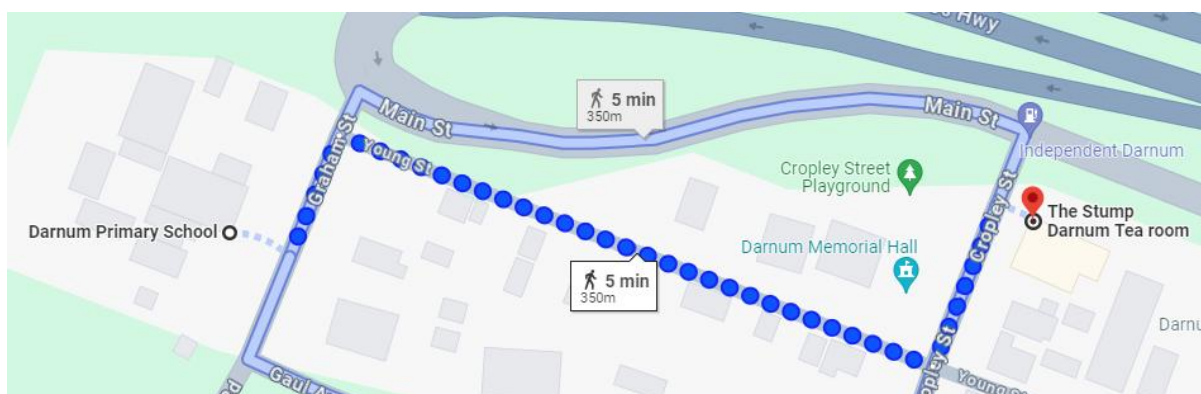 Hwy
Main St
5 min
350m
Main St
Graham St
Young St
Independent Darnum
Cropley Street
Playground
Cropley St
The Stump
Darnum Tea room
Darnum Primary School
Darnum Memorial Hall
5 min
350m
Young St
Gaul